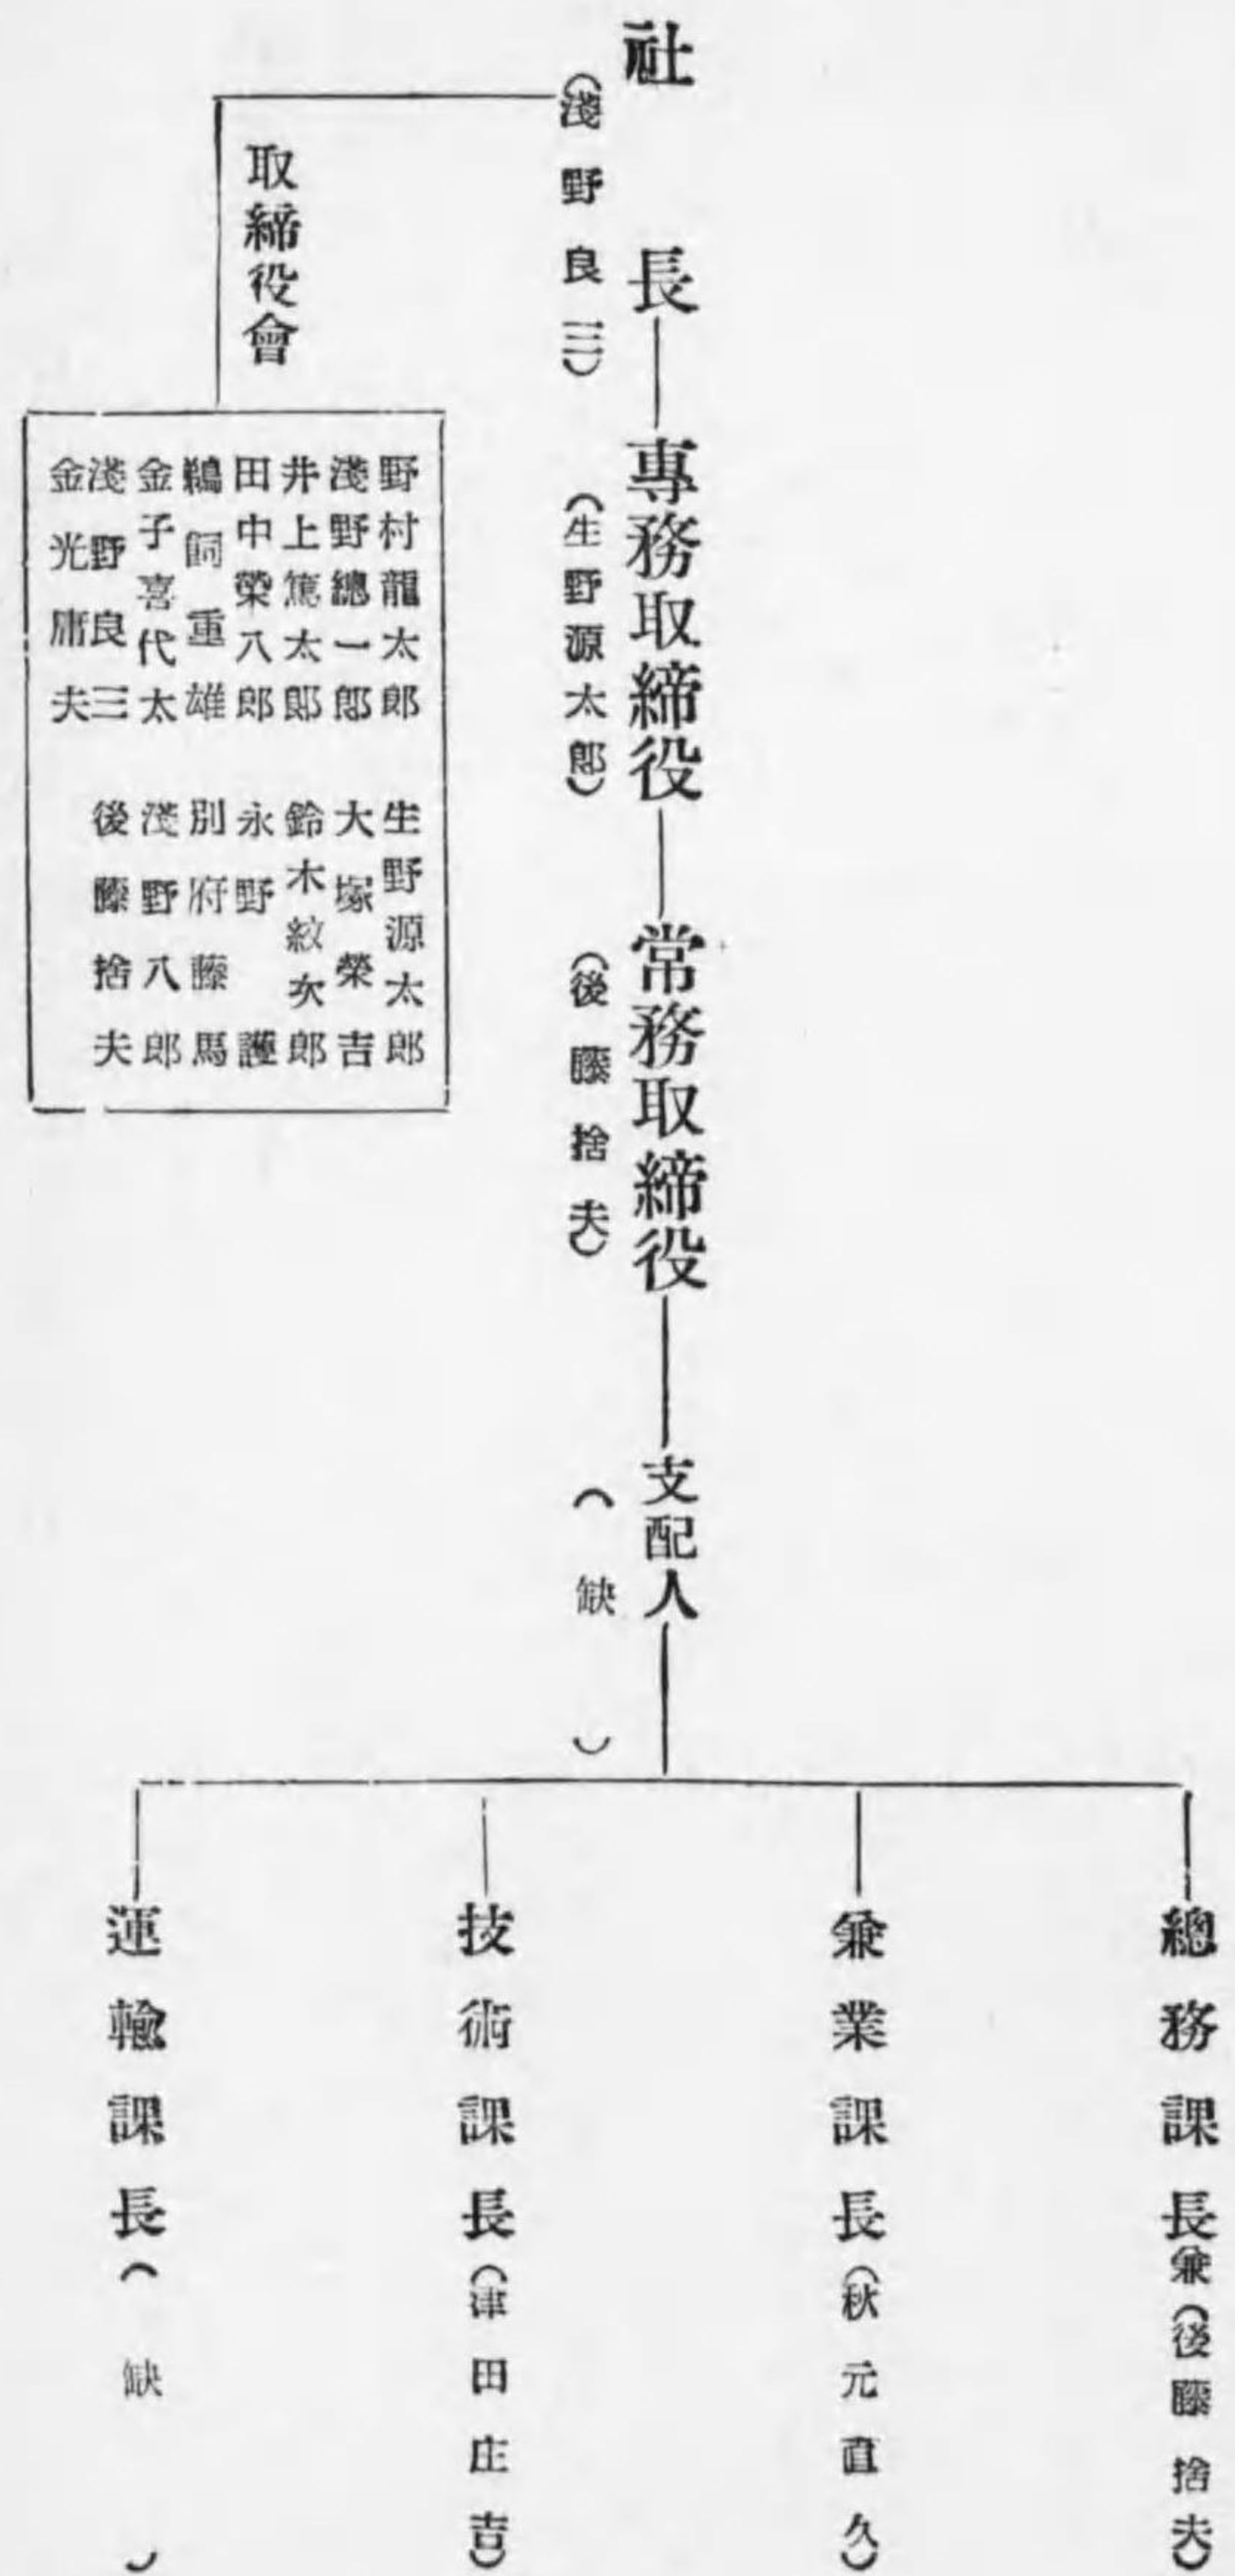 社長
(淺野良三)
專務取締役
(生野源太郎)
常務取締役
(後藤捨夫)
支配人
(缺)
取締役會
野村龍太郎
生野源太郎
淺野總一郎
大塚榮吉
井上篤太郎
鈴木紋次郎
田中榮八郎
永野護
鵜飼重雄
別府藤馬
金子喜代太
淺野八郎
淺野良三
後藤捨夫
金光庸夫
總務課長兼(後藤捨夫)
兼業課長(秋元直久)
技術課長(津田庄吉)
運輸課長(缺)